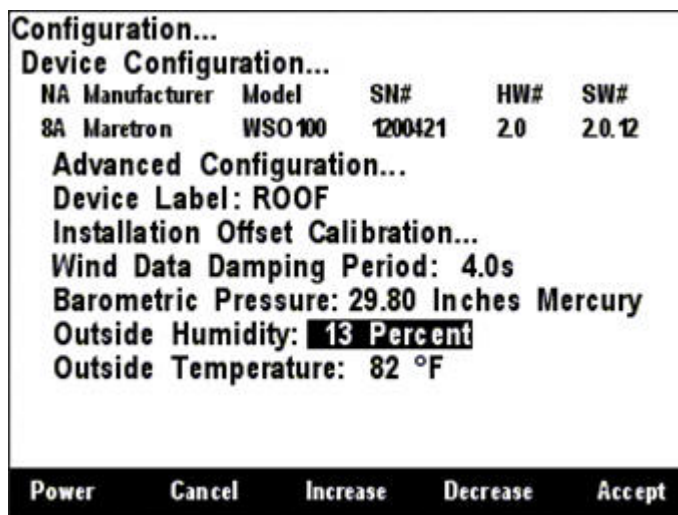 Configuration...
Device Configuration...
NA Manufacturer Model SN# HW# SW#
8A Maretron WSO100 1200421 2.0 2.0.12
Advanced Configuration...
Device Label: ROOF
Installation Offset Calibration...
Wind Data Damping Period: 4.0s
Barometric Pressure: 29.80 Inches Mercury
Outside Humidity: 13 Percent
Outside Temperature: 82 °F
Power Cancel Increase Decrease Accept